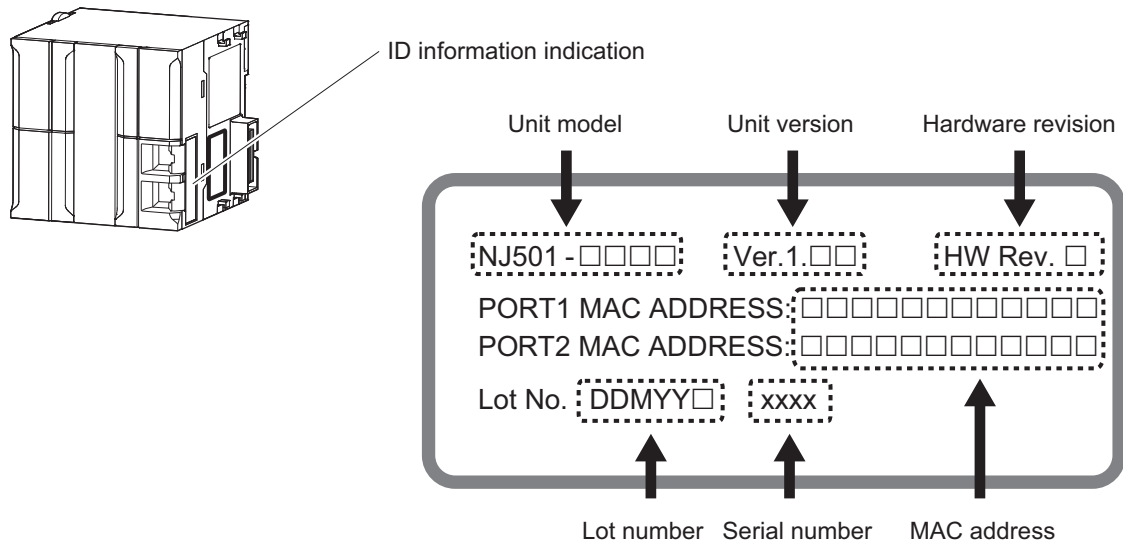 ID information indication
Unit model Unit version Hardware revision
NJ501-□□□□ Ver.1.□□ HW Rev. □
PORT1 MAC ADDRESS: □□□□□□□□□□□□
PORT2 MAC ADDRESS: □□□□□□□□□□□□
Lot No. DDMYY□ xxxx
Lot number Serial number MAC address